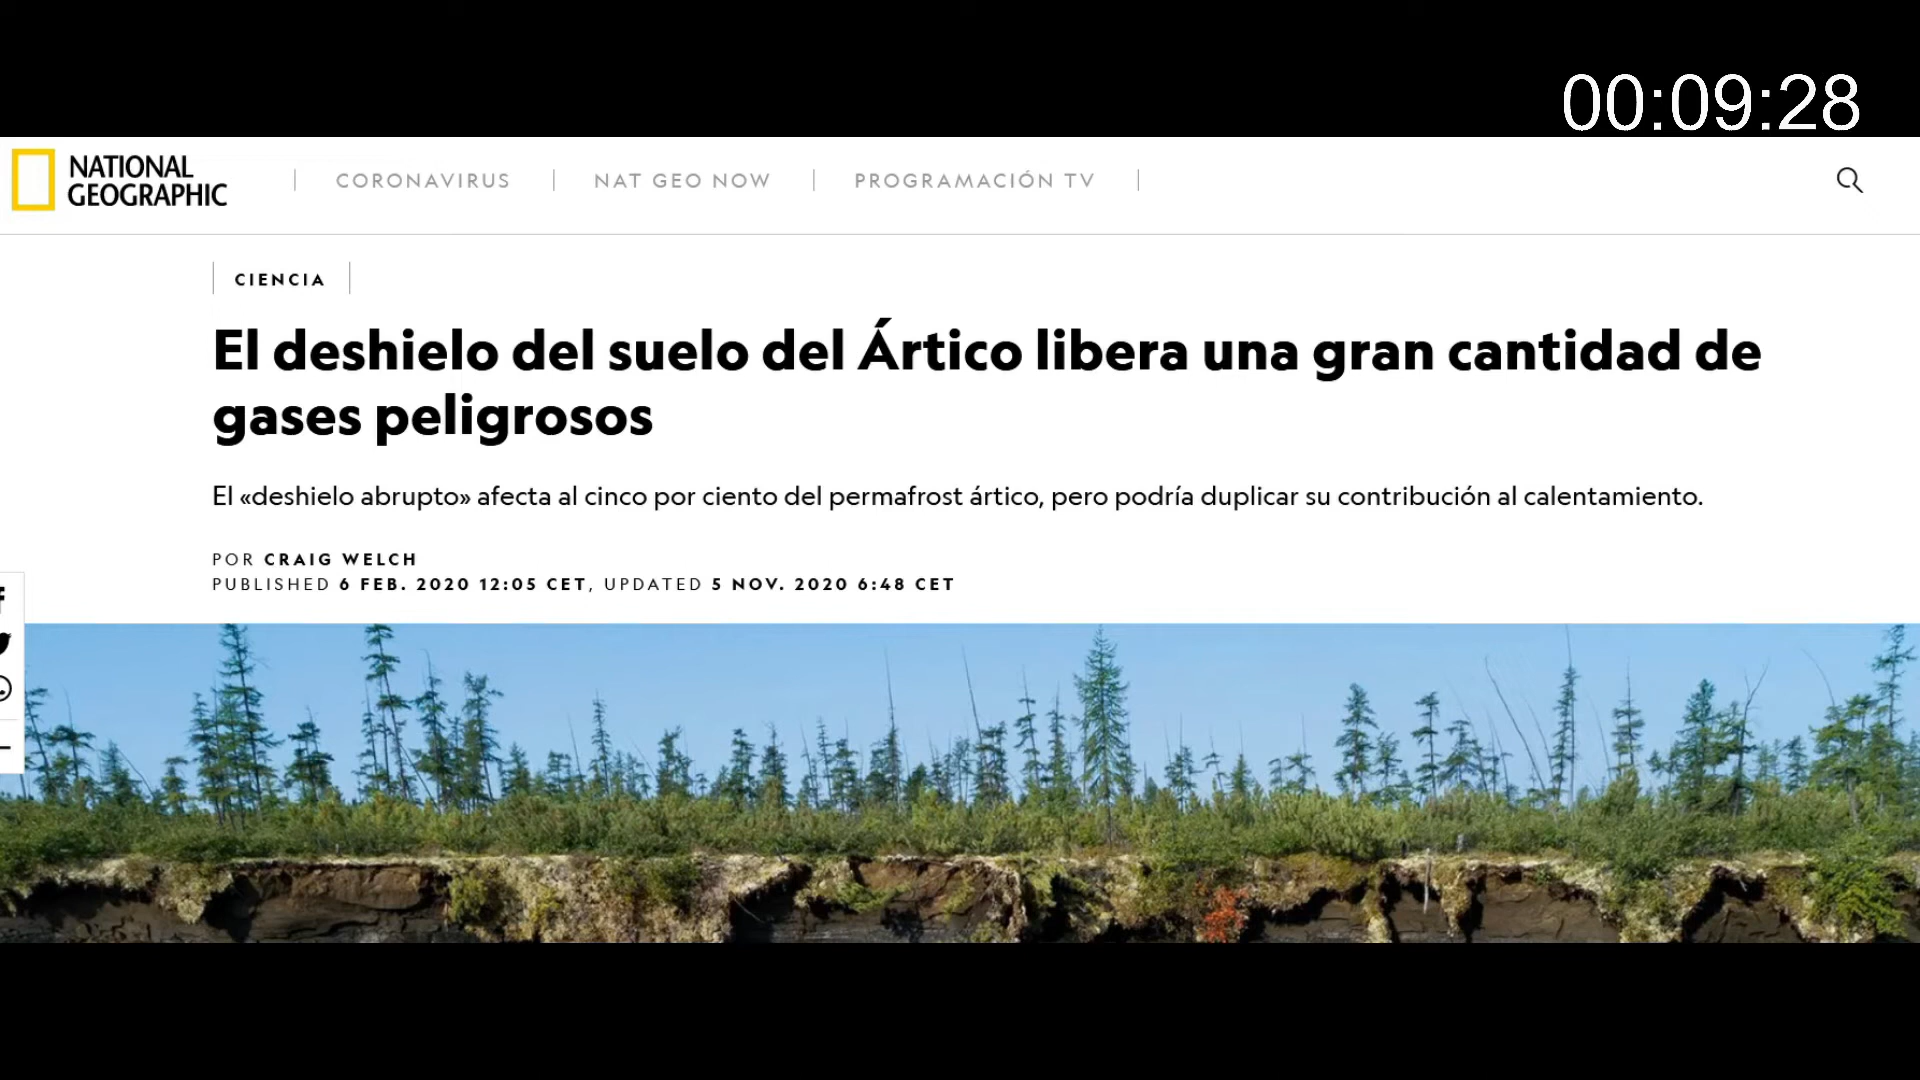 00:09:28
NATIONAL
GEOGRAPHIC
CORONAVIRUS
NAT GEO NOW
PROGRAMACIÓN TV
CIENCIA
El deshielo del suelo del Ártico libera una gran cantidad de
gases peligrosos
El «deshielo abrupto» afecta al cinco por ciento del permafrost ártico, pero podría duplicar su contribución al calentamiento.
POR CRAIG WELCH
PUBLISHED 6 FEB. 2020 12:05 CET, UPDATED 5 NOV. 2020 6:48 CET